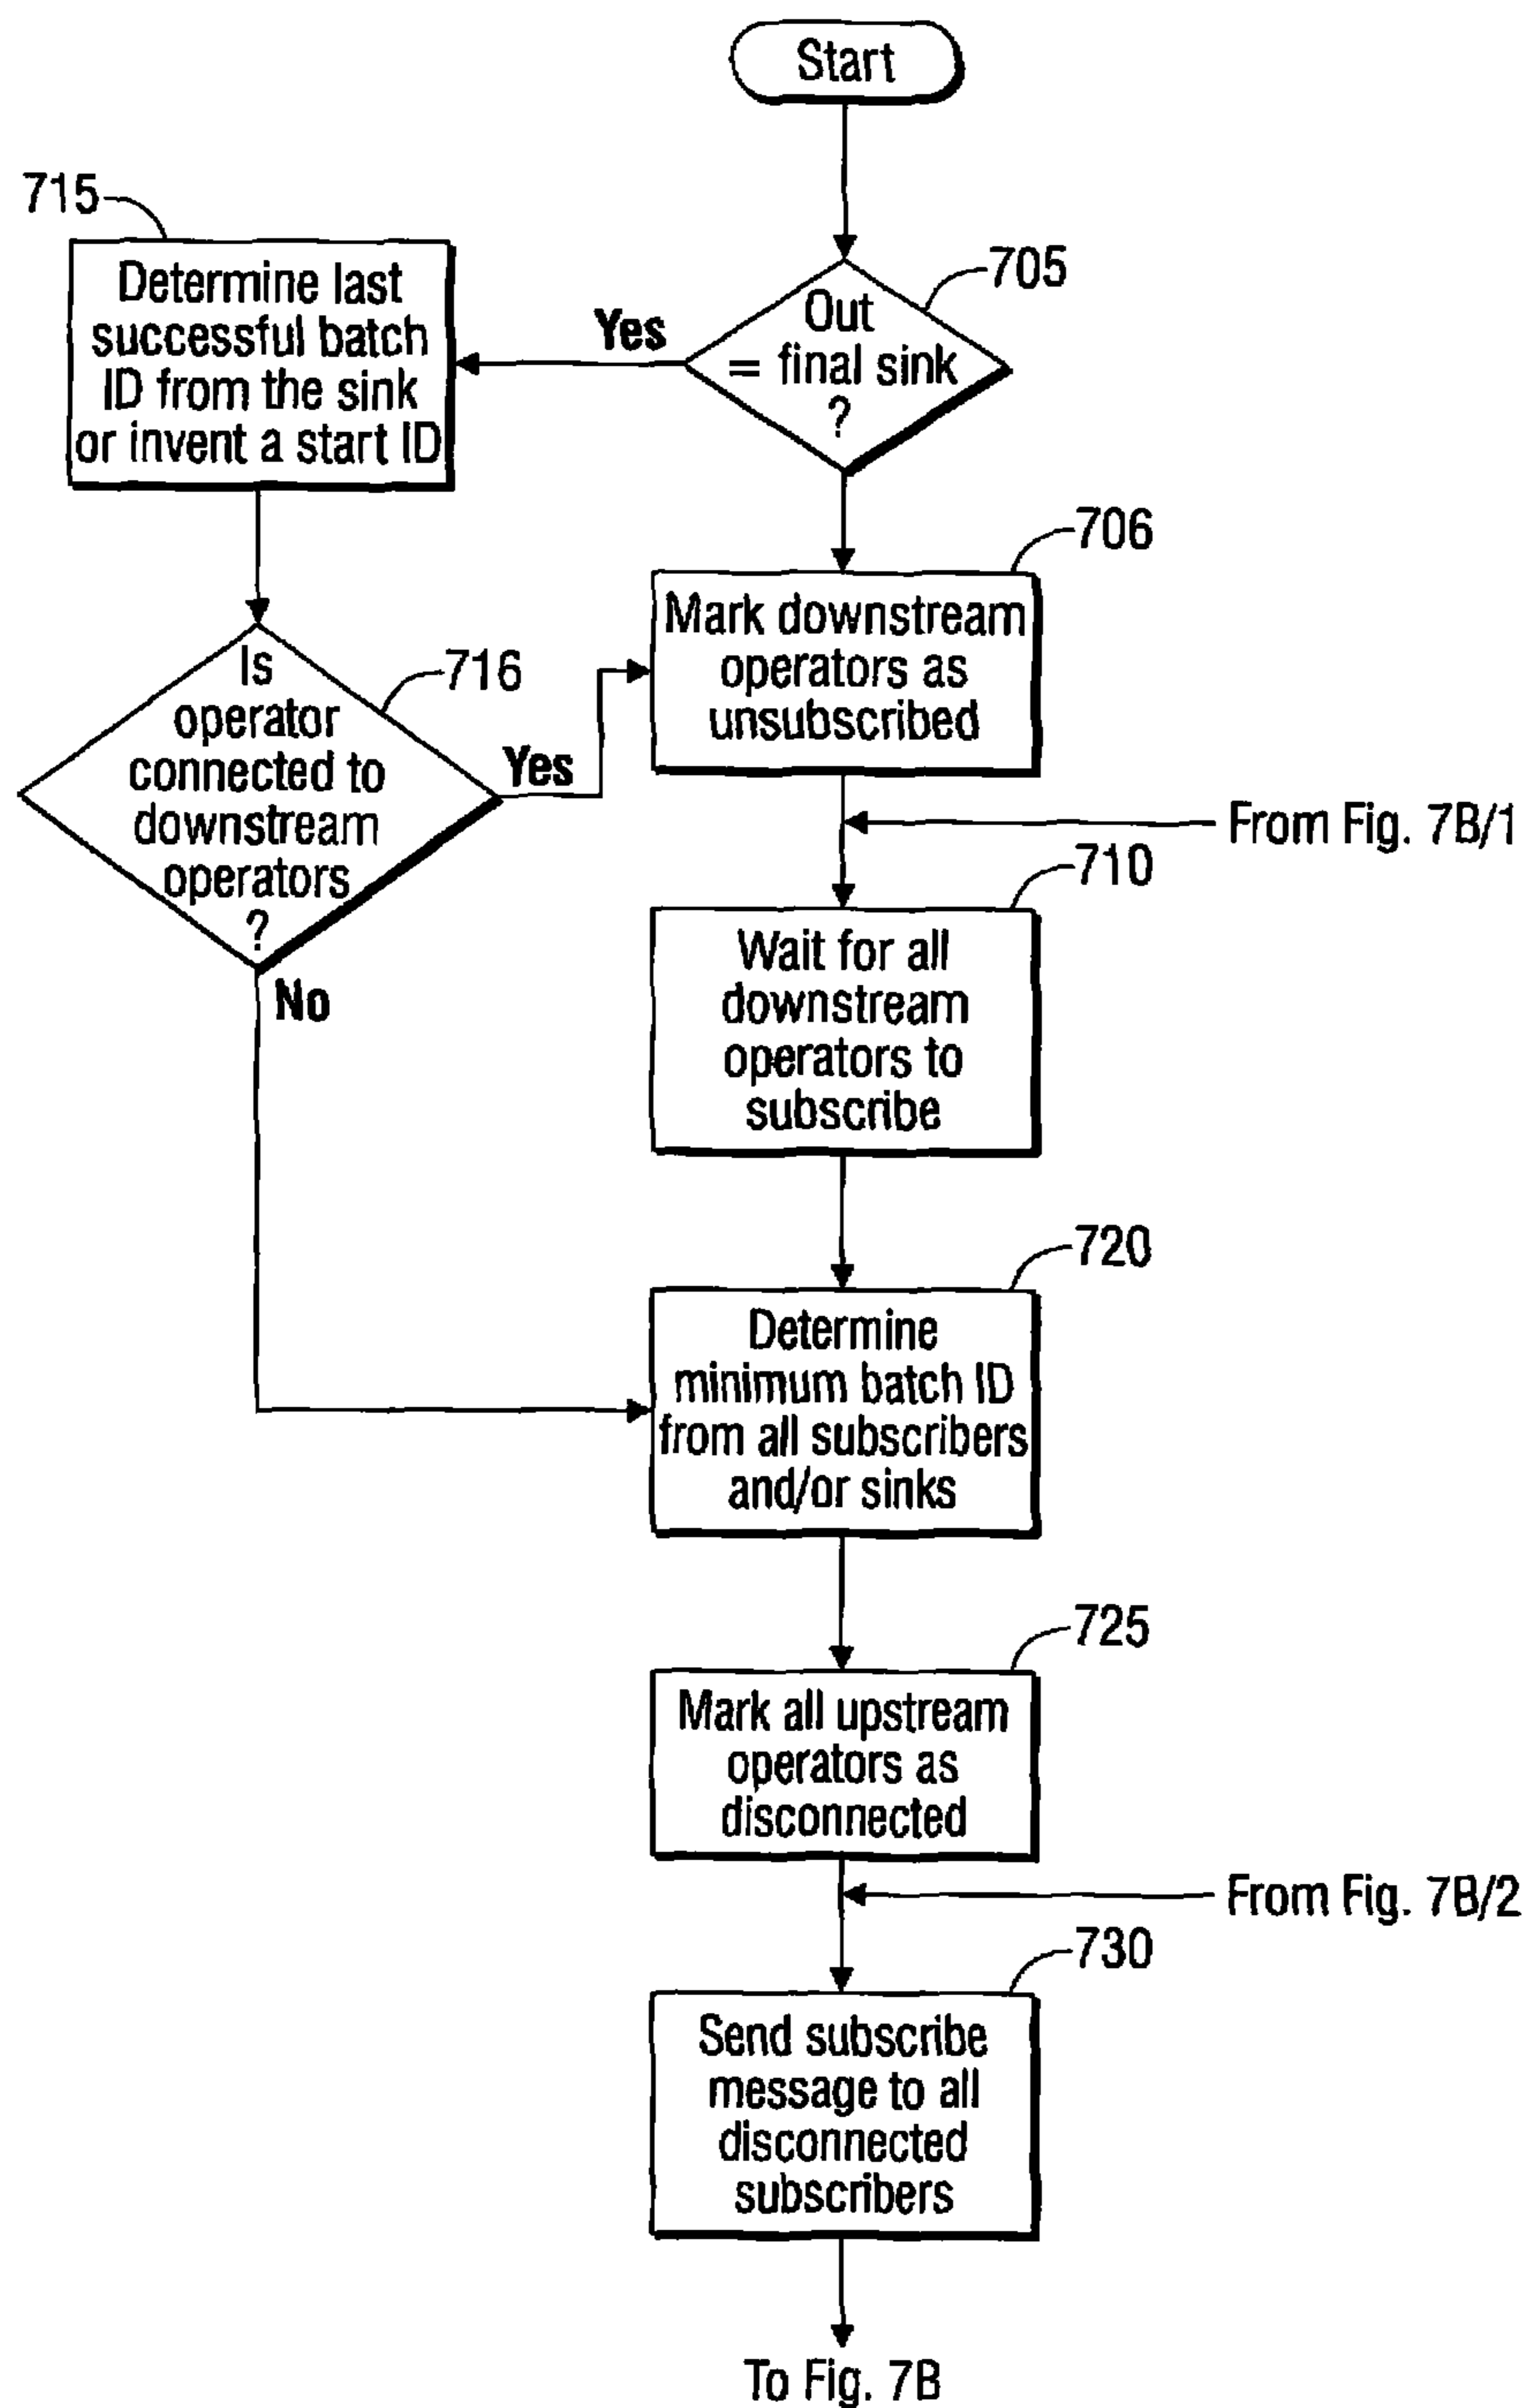 Start
715
705
Determine last
successful batch
ID from the sink
or invent a start ID
Yes
Out
= final sink
?
706
Mark downstream
operators as
unsubscribed
Is
operator
connected to
downstream
operators
?
716
Yes
No
From Fig. 7B/1
710
Wait for all
downstream
operators to
subscribe
720
Determine
minimum batch ID
from all subscribers
and/or sinks
725
Mark all upstream
operators as
disconnected
From Fig. 7B/2
730
Send subscribe
message to all
disconnected
subscribers
To Fig. 7B